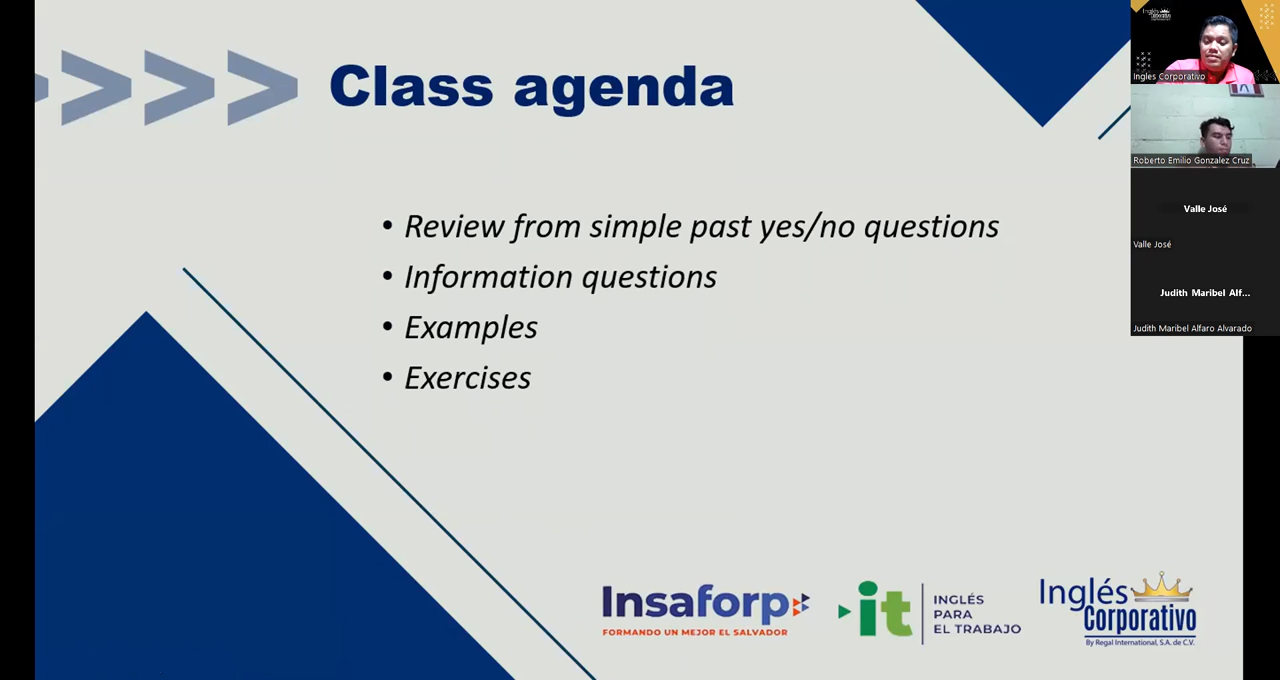 Class agenda
• Review from simple past yes/no questions
• Information questions
• Examples
• Exercises
Insaforp
FORMANDO UN MEJOR EL SALVADOR
it
INGLÉS
PARA
EL TRABAJO
Inglés
Corporativo
By Regal International, S.A. de C.V.
Inglés
Corporativo
Ingles Corporativo
Roberto Emilio Gonzalez Cruz
Valle José
Valle José
Judith Maribel Alf...
Judith Maribel Alfaro Alvarado